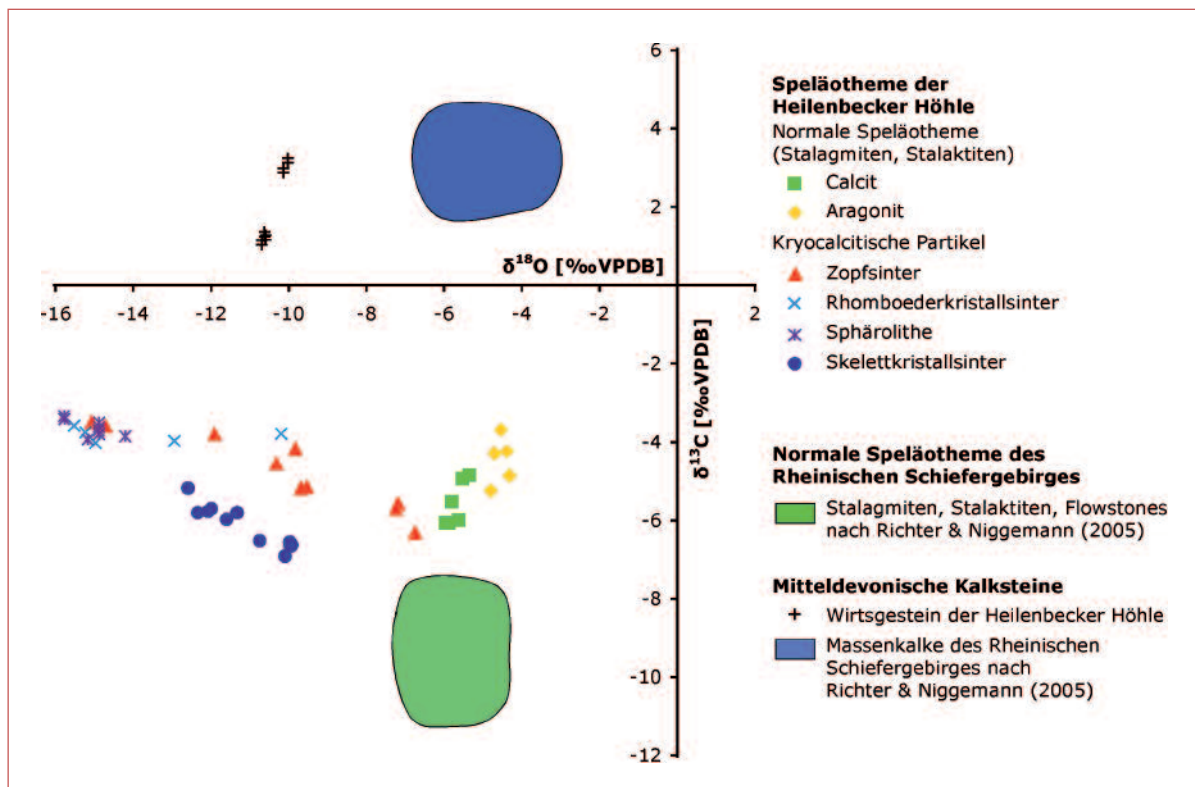 6
4
2
δ18O [‰VPDB]
-16 -14 -12 -10 -8 -6 -4 -2 2
-2
-4
-6
-8
-10
-12
δ13C [‰VPDB]
Speläotheme der
Heilenbecker Höhle
Normale Speläotheme
(Stalagmiten, Stalaktiten)
Calcit
Aragonit
Kryocalcitische Partikel
Zopfsinter
Rhomboederkristallsinter
Sphärolithe
Skelettkristallsinter
Normale Speläotheme des
Rheinischen Schiefergebirges
Stalagmiten, Stalaktiten, Flowstones
nach Richter & Niggemann (2005)
Mitteldevonische Kalksteine
Wirtsgestein der Heilenbecker Höhle
Massenkalke des Rheinischen
Schiefergebirges nach
Richter & Niggemann (2005)